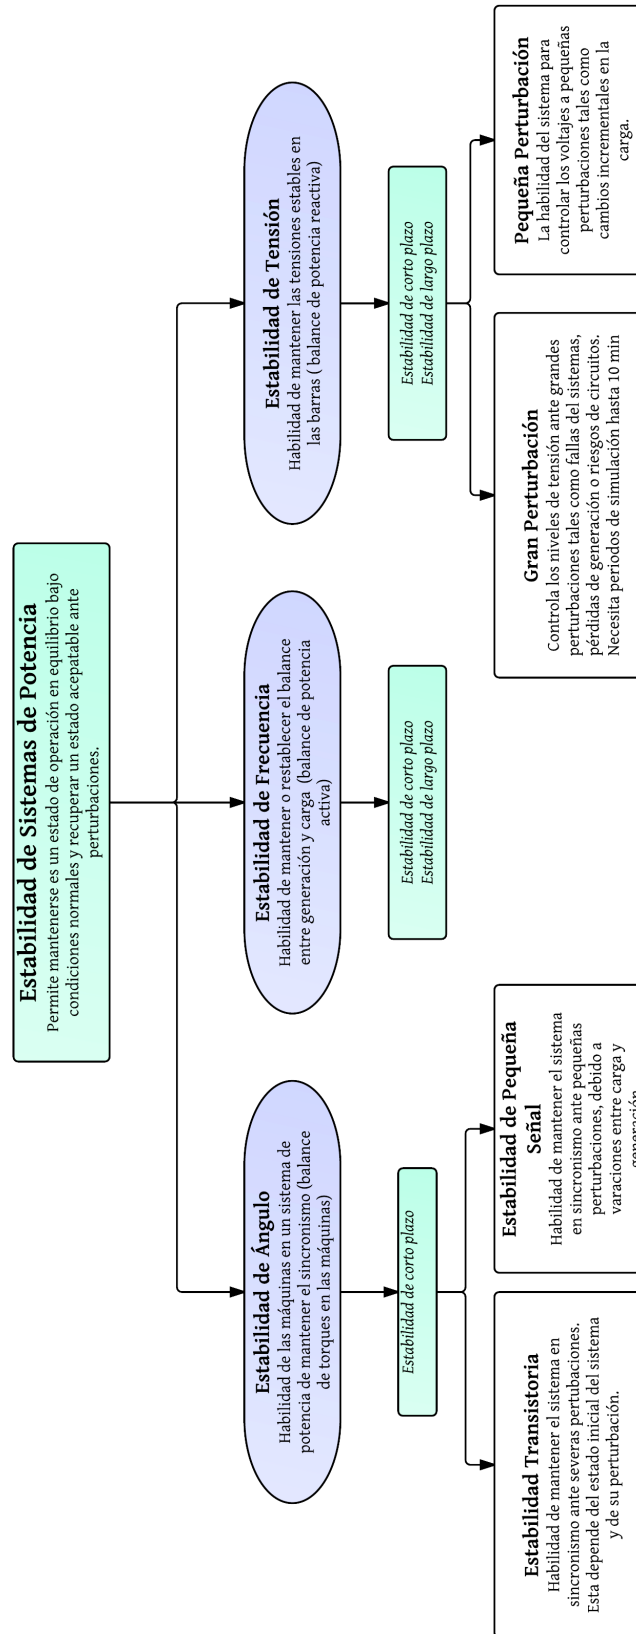 Estabilidad de Sistemas de Potencia
Permite mantenerse es un estado de operación en equilibrio bajo
condiciones normales y recuperar un estado acepatable ante
perturbaciones.
Estabilidad de Ángulo
Habilidad de las máquinas en un sistema de
potencia de mantener el sincronismo (balance
de torques en las máquinas)
Estabilidad de Frecuencia
Habilidad de mantener o restablecer el balance
entre generación y carga (balance de potencia
activa)
Estabilidad de Tensión
Habilidad de mantener las tensiones estables en
las barras ( balance de potencia reactiva)
Estabilidad de corto plazo
Estabilidad de corto plazo
Estabilidad de largo plazo
Estabilidad de corto plazo
Estabilidad de largo plazo
Estabilidad Transistoria
Habilidad de mantener el sistema en
sincronismo ante severas pertubaciones.
Esta depende del estado inicial del sistema
y de su perturbación.
Estabilidad de Pequeña
Señal
Habilidad de mantener el sistema
en sincronismo ante pequeñas
perturbaciones, debido a
varaciones entre carga y
generación
Gran Perturbación
Controla los niveles de tensión ante grandes
perturbaciones tales como fallas del sistemas,
pérdidas de generación o riesgos de circuitos.
Necesita periodos de simulación hasta 10 min
Pequeña Perturbación
La habilidad del sistema para
controlar los voltajes a pequeñas
perturbaciones tales como
cambios incrementales en la
carga.